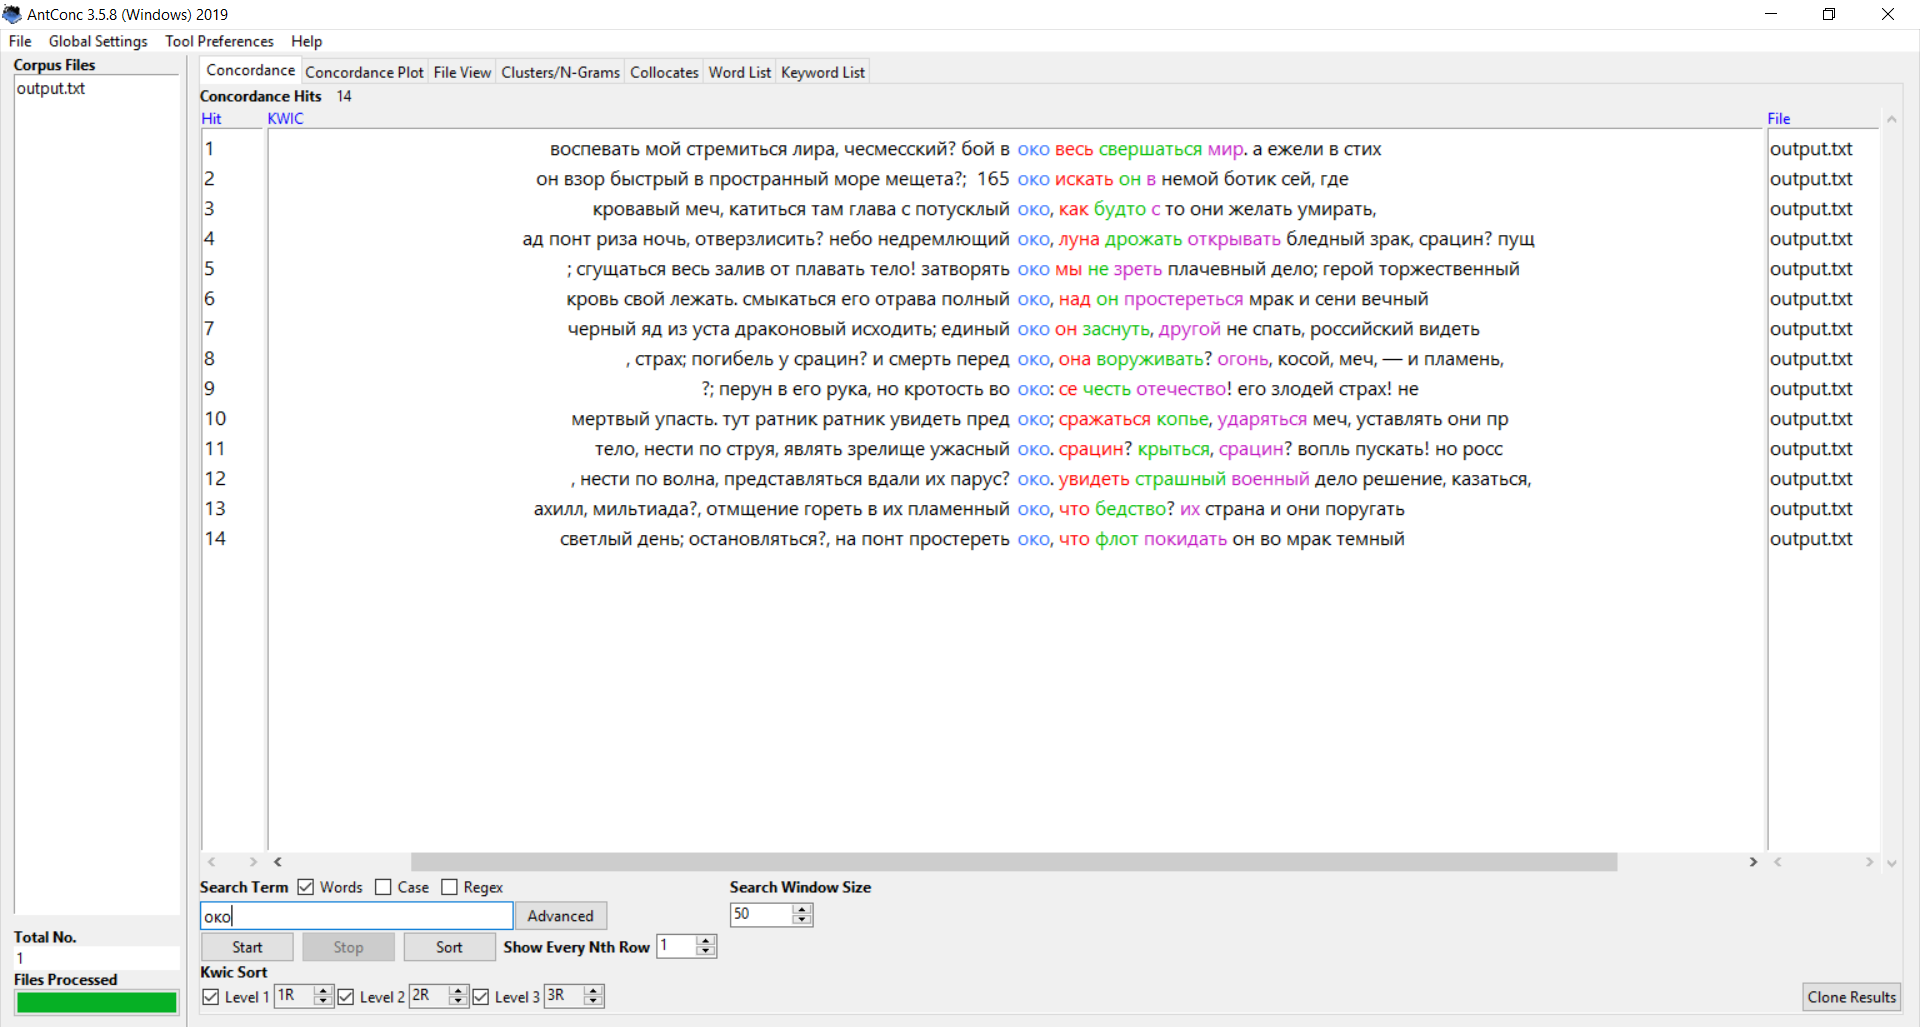 AntConc 3.5.8 (Windows) 2019
File Global Settings Tool Preferences Help
Corpus Files
output.txt
Concordance Concordance Plot File View Clusters/N-Grams Collocates Word List Keyword List
Concordance Hits 14
Hit KWIC File
1 воспевать мой стремиться лира, чесмесский? бой в око весь свершаться мир. а ежели в стих output.txt
2 он взор быстрый в пространный море мещета?; 165 око искать он в немой ботик сей, где output.txt
3 кровавый меч, катиться там глава с потусклый око, как будто с то они желать умирать, output.txt
4 ад понт риза ночь, отверзлисить? небо недремлющий око, луна дрожать открывать бледный зрак, срацин? пущ output.txt
5 ; сгущаться весь залив от плавать тело! затворять око мы не зреть плачевный дело; герой торжественный output.txt
6 кровь свой лежать. смыкаться его отрава полный око, над он простереться мрак и сени вечный output.txt
7 черный яд из уста драконовый исходить; единый око он заснуть, другой не спать, российский видеть output.txt
8 , страх; погибель у срацин? и смерть перед око, она воруживать? огонь, косой, меч, — и пламень, output.txt
9 ?; перун в его рука, но кротость во око: се честь отечество! его злодей страх! не output.txt
10 мертвый упасть. тут ратник ратник увидеть пред око; сражаться копье, ударяться меч, уставлять они пр output.txt
11 тело, нести по струя, являть зрелище ужасный око. срацин? крыться, срацин? вопль пускать! но росс output.txt
12 , нести по волна, представляться вдали их парус? око. увидеть страшный военный дело решение, казаться, output.txt
13 ахилл, мильтиада?, отмщение гореть в их пламенный око, что бедство? их страна и они поругать output.txt
14 светлый день; остановляться?, на понт простереть око, что флот покидать он во мрак темный output.txt
Search Term Words Case Regex Search Window Size
око Advanced 50
Start Stop Sort Show Every Nth Row 1
Kwic Sort
Level 1 1R Level 2 2R Level 3 3R
Total No.
1
Files Processed
Clone Results